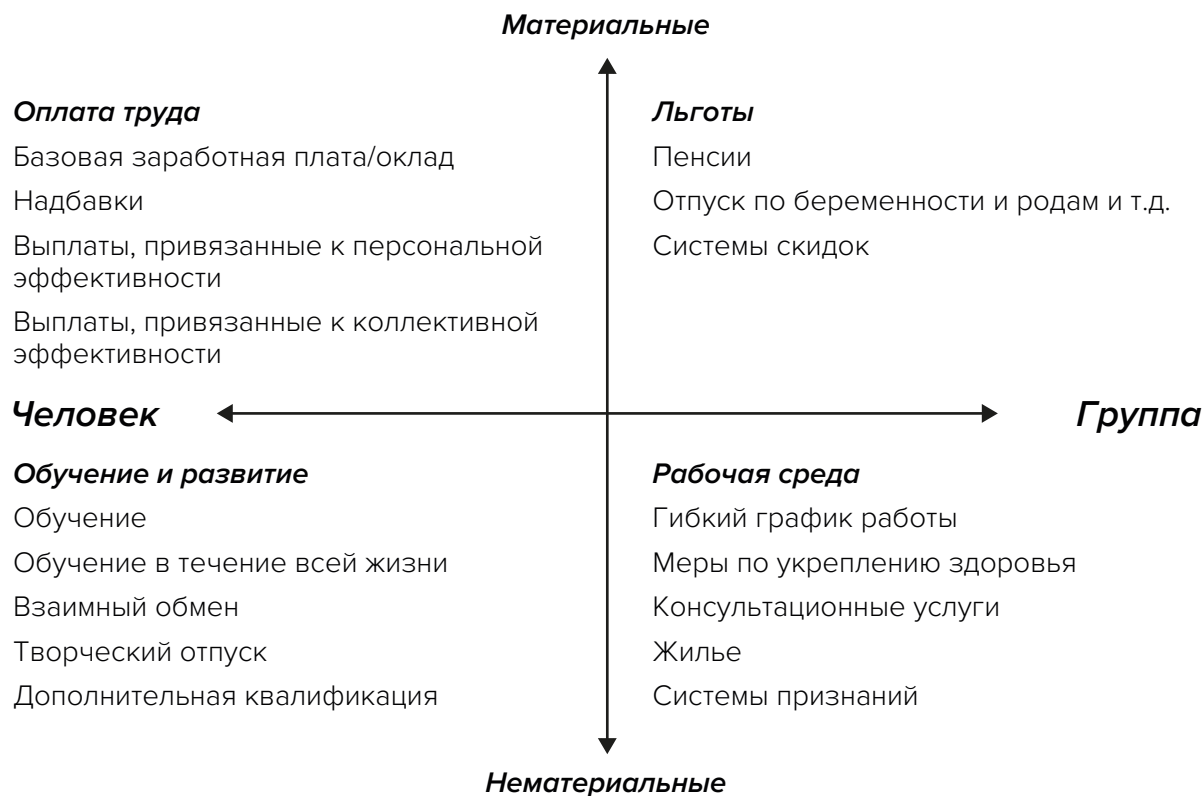 Материальные
Оплата труда
Базовая заработная плата/оклад
Надбавки
Выплаты, привязанные к персональной
эффективности
Выплаты, привязанные к коллективной
эффективности
Льготы
Пенсии
Отпуск по беременности и родам и т.д.
Системы скидок
Человек
Группа
Обучение и развитие
Обучение
Обучение в течение всей жизни
Взаимный обмен
Творческий отпуск
Дополнительная квалификация
Рабочая среда
Гибкий график работы
Меры по укреплению здоровья
Консультационные услуги
Жилье
Системы признаний
Нематериальные